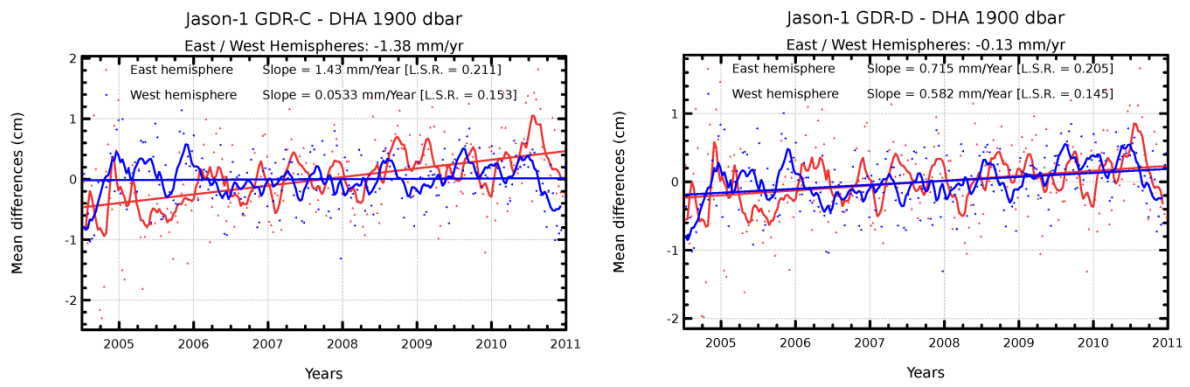 Jason-1 GDR-C - DHA 1900 dbar
East / West Hemispheres: -1.38 mm/yr
East hemisphere Slope = 1.43 mm/Year [L.S.R. = 0.211]
West hemisphere Slope = 0.0533 mm/Year [L.S.R. = 0.153]
Mean differences (cm)
2
1
0
-1
-2
2005 2006 2007 2008 2009 2010 2011
Years
Jason-1 GDR-D - DHA 1900 dbar
East / West Hemispheres: -0.13 mm/yr
East hemisphere Slope = 0.715 mm/Year [L.S.R. = 0.205]
West hemisphere Slope = 0.582 mm/Year [L.S.R. = 0.145]
Mean differences (cm)
1
0
-1
-2
2005 2006 2007 2008 2009 2010 2011
Years